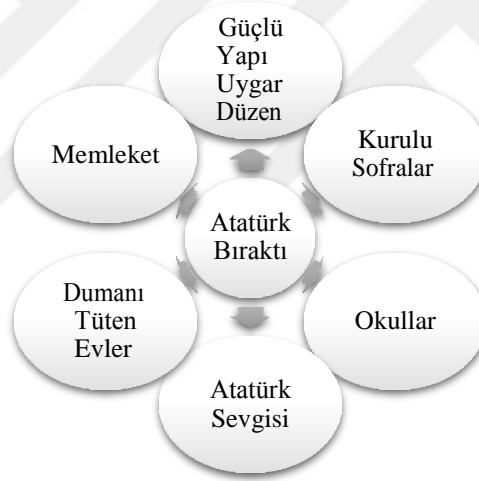 Güçlü
Yapı
Uygar
Düzen
Memleket
Kurulu
Sofralar
Atatürk
Bıraktı
Dumanı
Tüten
Evler
Okullar
Atatürk
Sevgisi